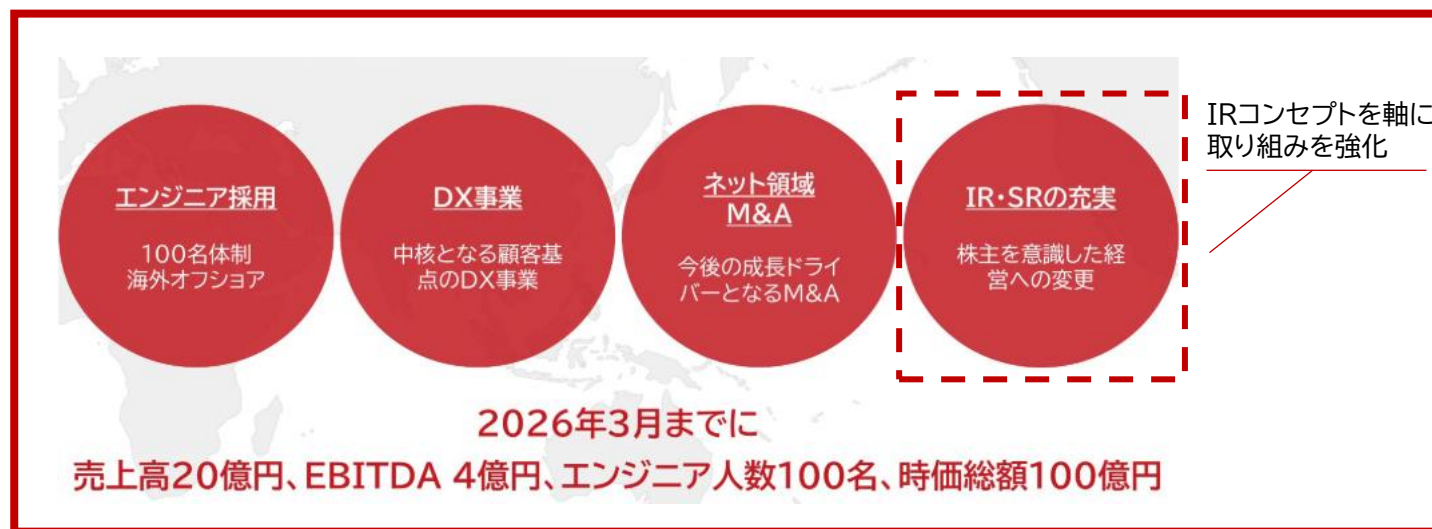 エンジニア採用
100名体制
海外オフショア
DX事業
中核となる顧客基
点のDX事業
ネット領域
M&A
今後の成長ドライ
バーとなるM&A
IR・SRの充実
株主を意識した経
営への変更
IRコンセプトを軸に
取り組みを強化
2026年3月までに
売上高20億円、EBITDA 4億円、エンジニア人数100名、時価総額100億円